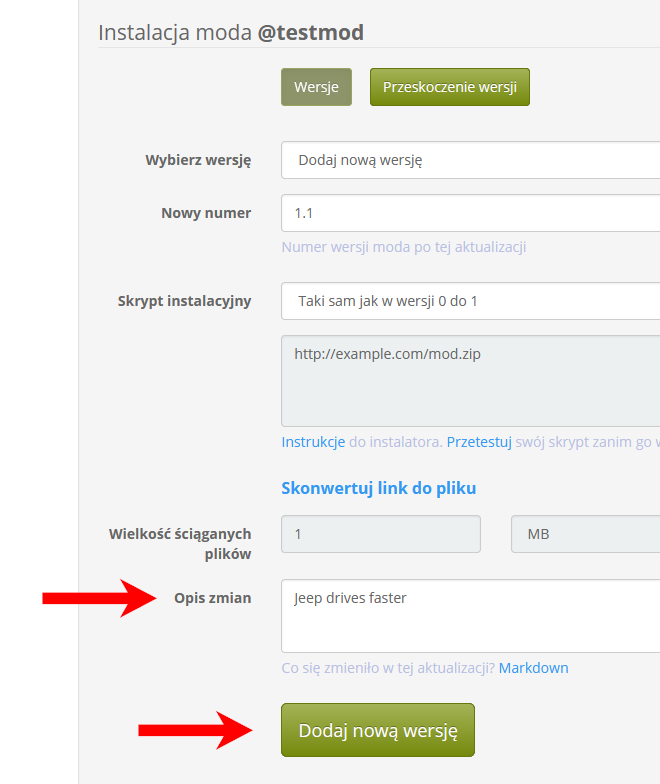 Instalacja moda @testmod
Wersje
Przeskoczenie wersji
Wybierz wersję
Dodaj nową wersję
Nowy numer
1.1
Numer wersji moda po tej aktualizacji
Skrypt instalacyjny
Taki sam jak w wersji 0 do 1
http://example.com/mod.zip
Instrukcje do instalatora. Przetestuj swój skrypt zanim go
Skonwertuj link do pliku
Wielkość ściąganych
plików
1
MB
Opis zmian
Jeep drives faster
Co się zmieniło w tej aktualizacji? Markdown
Dodaj nową wersję